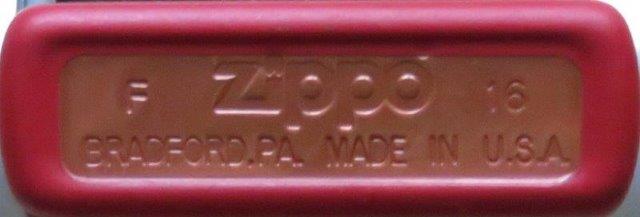 F Zippo 16
BRADFORD,PA. MADE IN U.S.A.